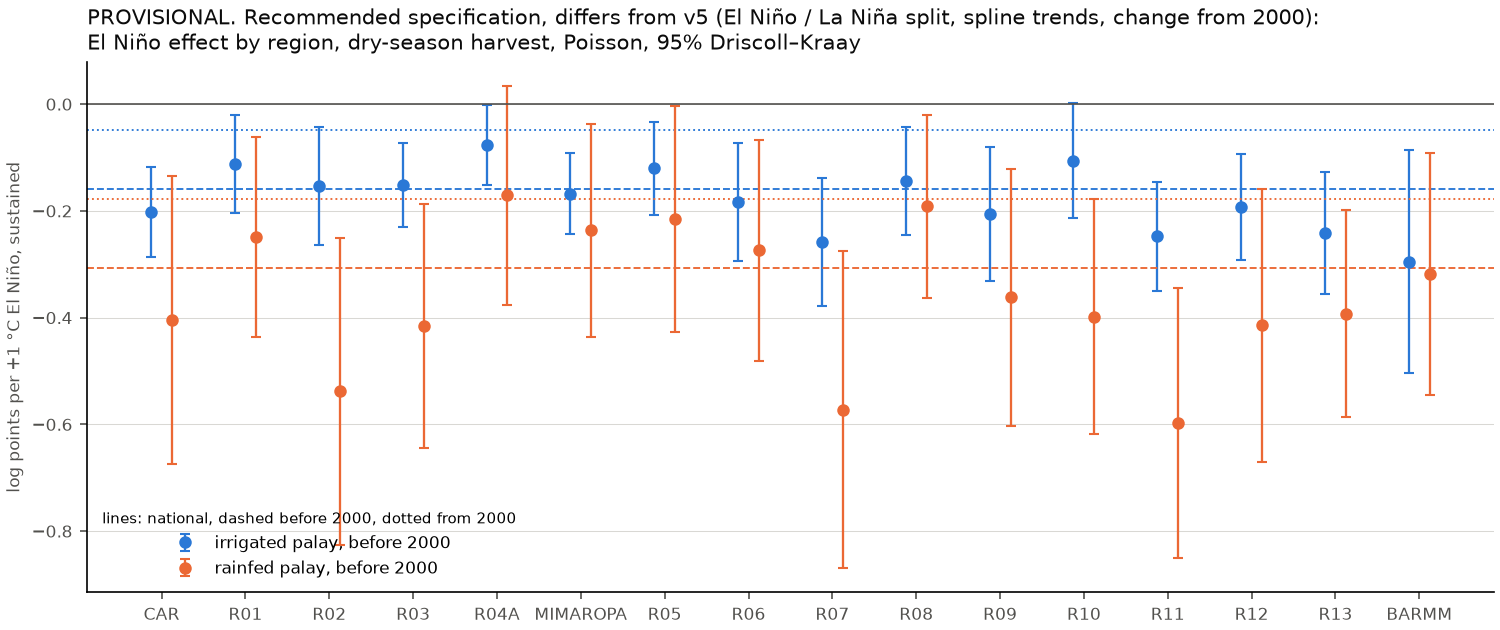 PROVISIONAL. Recommended specification, differs from v5 (El Niño / La Niña split, spline trends, change from 2000):
El Niño effect by region, dry-season harvest, Poisson, 95% Driscoll–Kraay
log points per +1 °C El Niño, sustained
0.0
−0.2
−0.4
−0.6
−0.8
lines: national, dashed before 2000, dotted from 2000
irrigated palay, before 2000
rainfed palay, before 2000
CAR R01 R02 R03 R04A MIMAROPA R05 R06 R07 R08 R09 R10 R11 R12 R13 BARMM